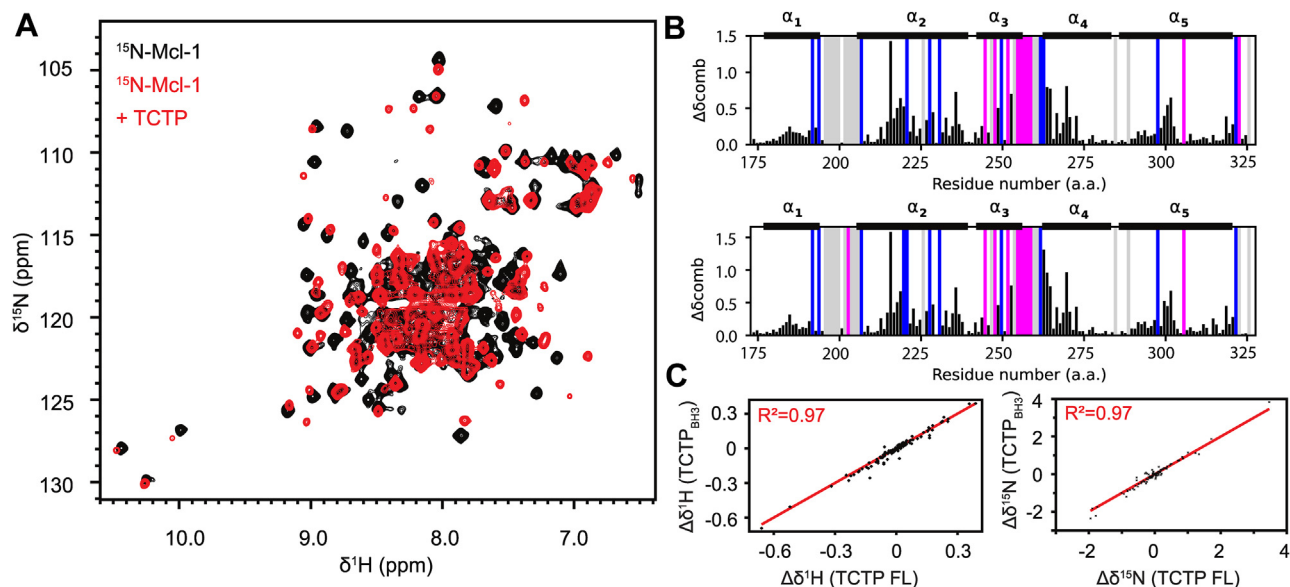 A
¹⁵N-Mcl-1
¹⁵N-Mcl-1
+ TCTP
105
110
115
120
125
130
δ¹⁵N (ppm)
10.0 9.0 8.0 7.0
δ¹H (ppm)
B
α₁ α₂ α₃ α₄ α₅
1.5
1.0
0.5
0.0
Δδcomb
175 200 225 250 275 300 325
Residue number (a.a.)
α₁ α₂ α₃ α₄ α₅
1.5
1.0
0.5
0.0
Δδcomb
175 200 225 250 275 300 325
Residue number (a.a.)
C
R²=0.97
0.3
0
-0.3
-0.6
Δδ¹H (TCTP_BH3)
-0.6 -0.3 0 0.3
Δδ¹H (TCTP FL)
R²=0.97
4
2
0
-2
Δδ¹⁵N (TCTP_BH3)
-2 0 2 4
Δδ¹⁵N (TCTP FL)